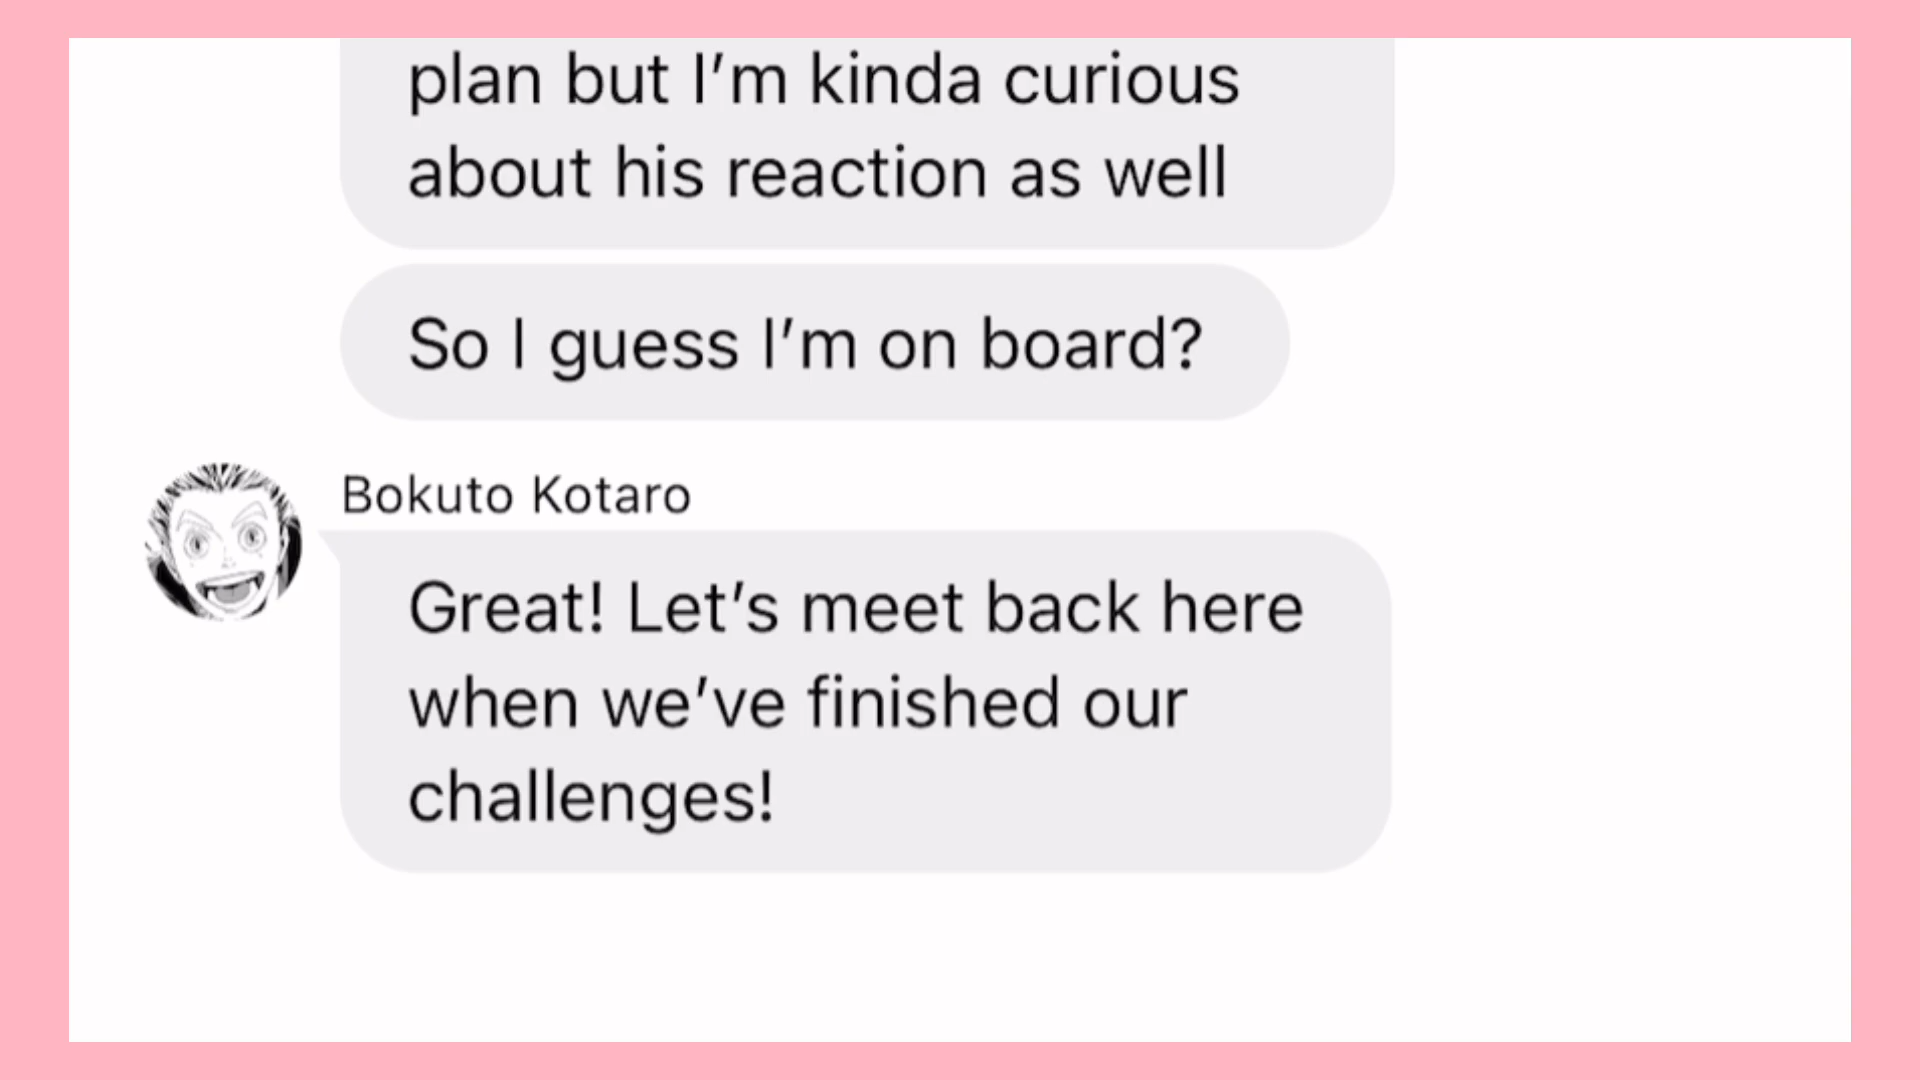 plan but I’m kinda curious
about his reaction as well
So I guess I’m on board?
Bokuto Kotaro
Great! Let’s meet back here
when we’ve finished our
challenges!